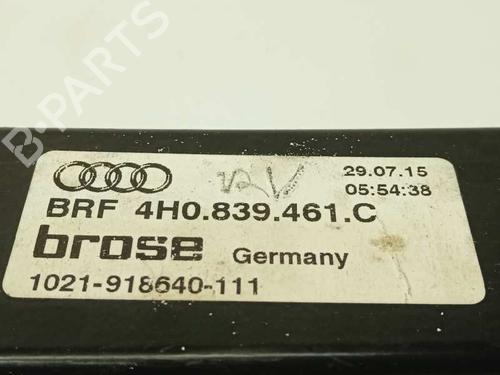 B-PARTS
29.07.15
05:54:38
BRF 4H0.839.461.C
brose Germany
1021-918640-111